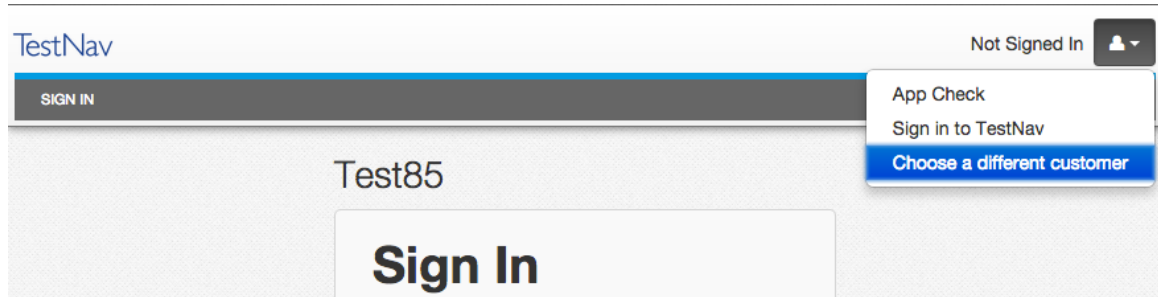 TestNav
Not Signed In
SIGN IN
App Check
Sign in to TestNav
Choose a different customer
Test85
Sign In